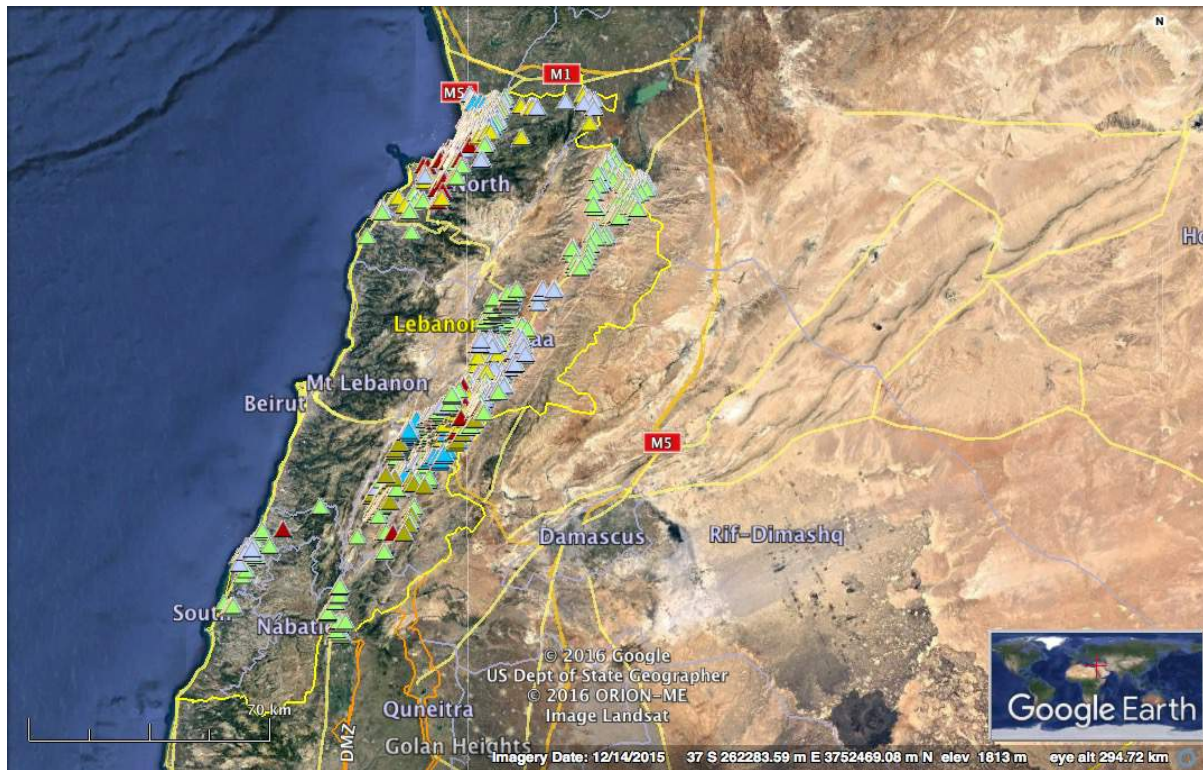 N
M1
M5
North
Lebanon
aa
Mt Lebanon
Beirut
M5
Damascus
Rif-Dimashq
South
Nabatie
© 2016 Google
US Dept of State Geographer
© 2016 ORION-ME
Image Landsat
70 km
Quneitra
DMZ
Golan Heights
Google Earth
Imagery Date: 12/14/2015 37 S 262283.59 m E 3752469.08 m N elev 1813 m eye alt 294.72 km